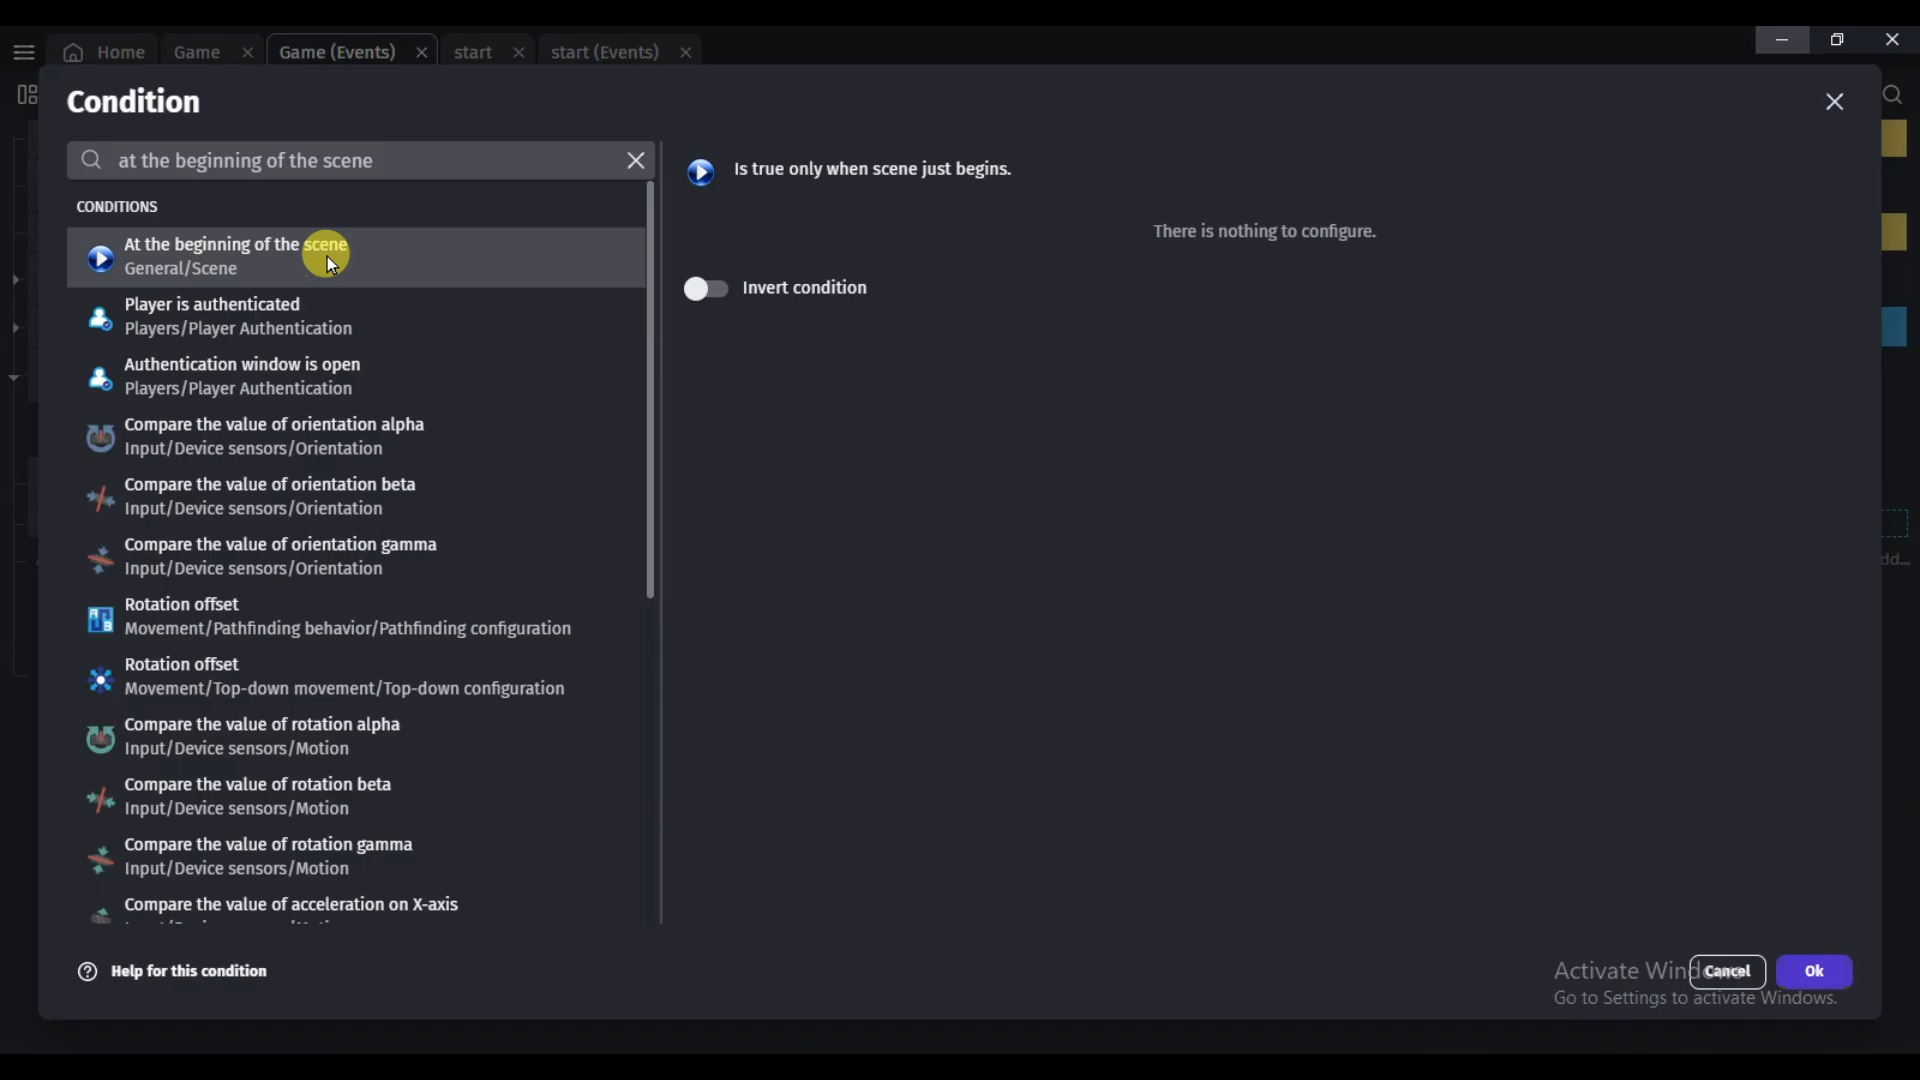 Home
Game
Game (Events)
start
start (Events)
Condition
at the beginning of the scene
CONDITIONS
At the beginning of the scene
General/Scene
Player is authenticated
Players/Player Authentication
Authentication window is open
Players/Player Authentication
Compare the value of orientation alpha
Input/Device sensors/Orientation
Compare the value of orientation beta
Input/Device sensors/Orientation
Compare the value of orientation gamma
Input/Device sensors/Orientation
Rotation offset
Movement/Pathfinding behavior/Pathfinding configuration
Rotation offset
Movement/Top-down movement/Top-down configuration
Compare the value of rotation alpha
Input/Device sensors/Motion
Compare the value of rotation beta
Input/Device sensors/Motion
Compare the value of rotation gamma
Input/Device sensors/Motion
Compare the value of acceleration on X-axis
Is true only when scene just begins.
There is nothing to configure.
Invert condition
Help for this condition
Cancel
Ok
Activate Windows
Go to Settings to activate Windows.